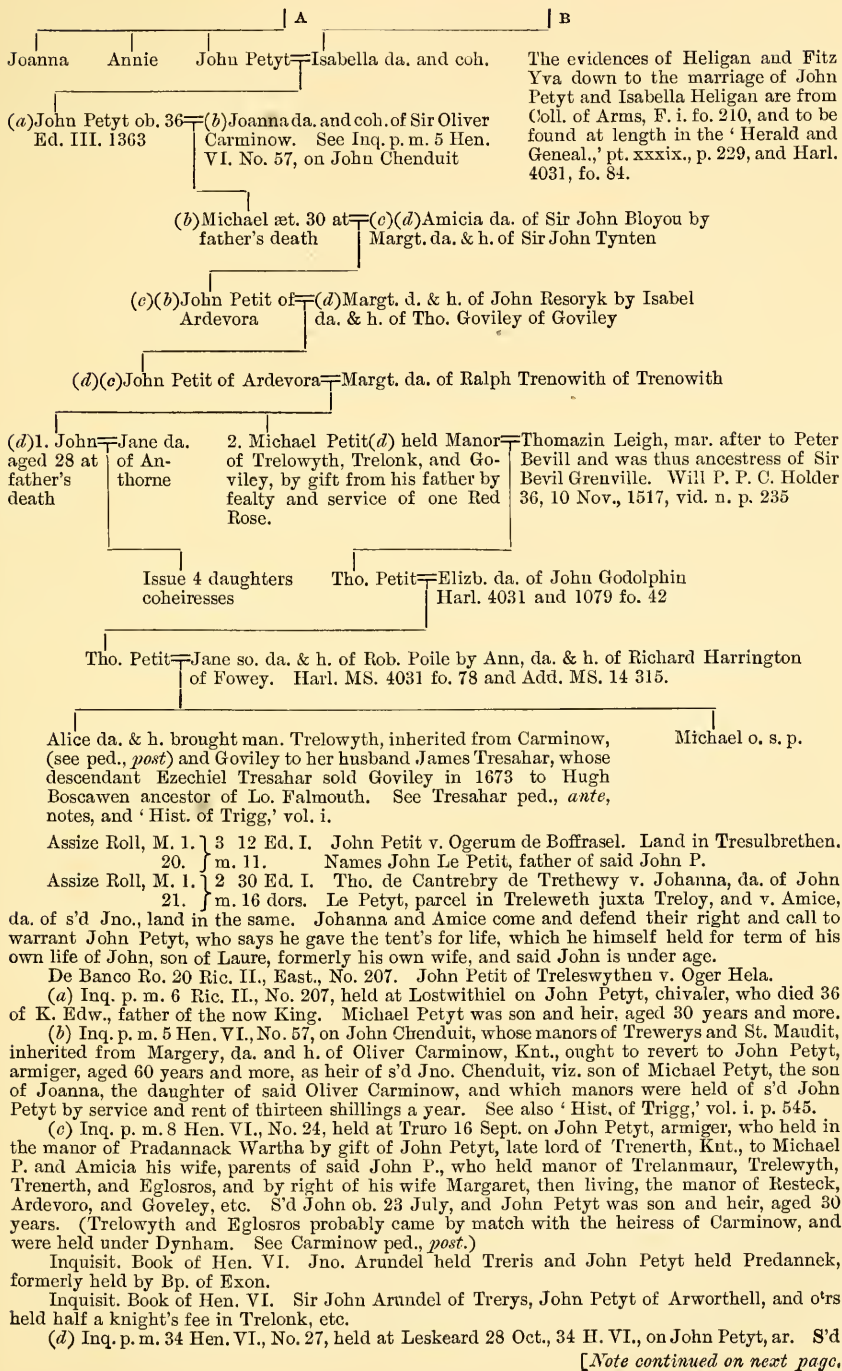 A B
Joanna Annie John Petyt=Isabella da. and coh.
The evidences of Heligan and Fitz
Yva down to the marriage of John
Petyt and Isabella Heligan are from
Coll. of Arms, F. i. fo. 210, and to be
found at length in the ‘ Herald and
Geneal.,’ pt. xxxix., p. 229, and Harl.
4031, fo. 84.
(a)John Petyt ob. 36=(b)Joanna da. and coh. of Sir Oliver
Ed. III. 1363 Carminow. See Inq. p. m. 5 Hen.
VI. No. 57, on John Chenduit
(b)Michael æt. 30 at=(c)(d)Amicia da. of Sir John Bloyou by
father's death Margt. da. & h. of Sir John Tynten
(c)(b)John Petit of=(d)Margt. d. & h. of John Resoryk by Isabel
Ardevora da. & h. of Tho. Goviley of Goviley
(d)(c)John Petit of Ardevora=Margt. da. of Ralph Trenowith of Trenowith
(d)1. John=Jane da.
aged 28 at of An-
father's thorne
death
2. Michael Petit(d) held Manor=Thomazin Leigh, mar. after to Peter
of Trelowyth, Trelonk, and Go- Bevill and was thus ancestress of Sir
viley, by gift from his father by Bevil Grenville. Will P. P. C. Holder
fealty and service of one Red 36, 10 Nov., 1517, vid. n. p. 235
Rose.
Issue 4 daughters Tho. Petit=Elizb. da. of John Godolphin
coheiresses Harl. 4031 and 1079 fo. 42
Tho. Petit=Jane so. da. & h. of Rob. Poile by Ann, da. & h. of Richard Harrington
of Fowey. Harl. MS. 4031 fo. 78 and Add. MS. 14 315.
Alice da. & h. brought man. Trelowyth, inherited from Carminow, Michael o. s. p.
(see ped., post) and Goviley to her husband James Tresahar, whose
descendant Ezechiel Tresahar sold Goviley in 1673 to Hugh
Boscawen ancestor of Lo. Falmouth. See Tresahar ped., ante,
notes, and ‘ Hist. of Trigg,’ vol. i.
Assize Roll, M. 1. } 3 12 Ed. I. John Petit v. Ogerum de Boffrasel. Land in Tresulbrethen.
20. } m. 11. Names John Le Petit, father of said John P.
Assize Roll, M. 1. } 2 30 Ed. I. Tho. de Cantrebry de Trethewy v. Johanna, da. of John
21. } m. 16 dors. Le Petyt, parcel in Treleweth juxta Treloy, and v. Amice,
da. of s'd Jno., land in the same. Johanna and Amice come and defend their right and call to
warrant John Petyt, who says he gave the tent's for life, which he himself held for term of his
own life of John, son of Laure, formerly his own wife, and said John is under age.
De Banco Ro. 20 Ric. II., East., No. 207. John Petit of Treleswythen v. Oger Hela.
(a) Inq. p. m. 6 Ric. II., No. 207, held at Lostwithiel on John Petyt, chivaler, who died 36
of K. Edw., father of the now King. Michael Petyt was son and heir, aged 30 years and more.
(b) Inq. p. m. 5 Hen. VI., No. 57, on John Chenduit, whose manors of Trewerys and St. Maudit,
inherited from Margery, da. and h. of Oliver Carminow, Knt., ought to revert to John Petyt,
armiger, aged 60 years and more, as heir of s'd Jno. Chenduit, viz. son of Michael Petyt, the son
of Joanna, the daughter of said Oliver Carminow, and which manors were held of s'd John
Petyt by service and rent of thirteen shillings a year. See also ‘ Hist. of Trigg,’ vol. i. p. 545.
(c) Inq. p. m. 8 Hen. VI., No. 24, held at Truro 16 Sept. on John Petyt, armiger, who held in
the manor of Pradannack Wartha by gift of John Petyt, late lord of Trenerth, Knt., to Michael
P. and Amicia his wife, parents of said John P., who held manor of Trelanmaur, Trelewyth,
Trenerth, and Eglosros, and by right of his wife Margaret, then living, the manor of Resteck,
Ardevoro, and Goveley, etc. S'd John ob. 23 July, and John Petyt was son and heir, aged 30
years. (Trelowyth and Eglosros probably came by match with the heiress of Carminow, and
were held under Dynham. See Carminow ped., post.)
Inquisit. Book of Hen. VI. Jno. Arundel held Treris and John Petyt held Predannek,
formerly held by Bp. of Exon.
Inquisit. Book of Hen. VI. Sir John Arundel of Trerys, John Petyt of Arworthell, and otrs
held half a knight's fee in Trelonk, etc.
(d) Inq. p. m. 34 Hen. VI., No. 27, held at Leskeard 28 Oct., 34 H. VI., on John Petyt, ar. S'd
[Note continued on next page.